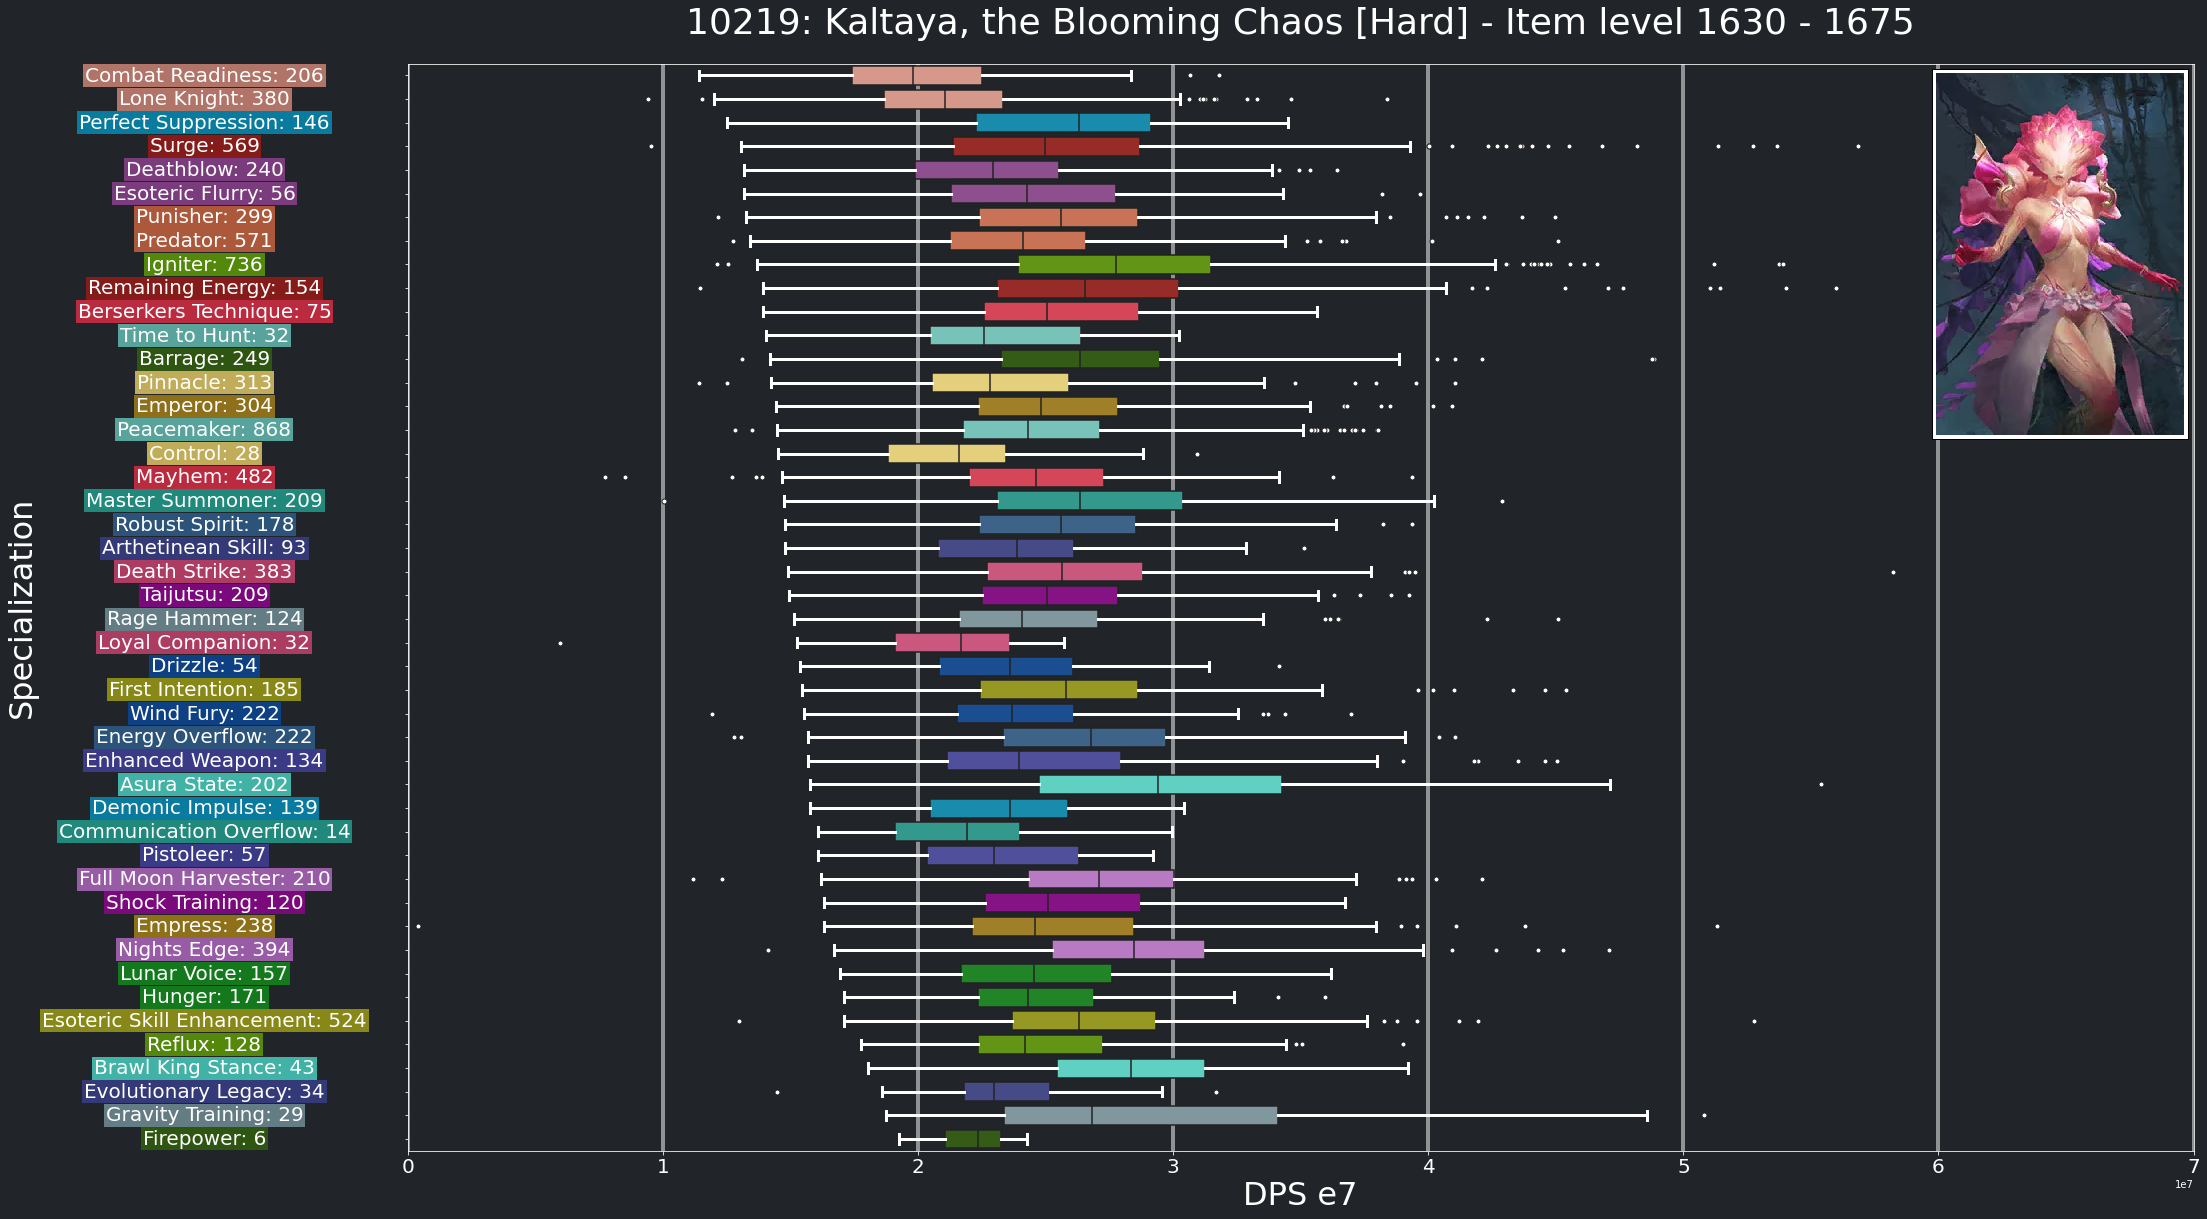 10219: Kaltaya, the Blooming Chaos [Hard] - Item level 1630 - 1675
Specialization
Combat Readiness: 206
Lone Knight: 380
Perfect Suppression: 146
Surge: 569
Deathblow: 240
Esoteric Flurry: 56
Punisher: 299
Predator: 571
Igniter: 736
Remaining Energy: 154
Berserkers Technique: 75
Time to Hunt: 32
Barrage: 249
Pinnacle: 313
Emperor: 304
Peacemaker: 868
Control: 28
Mayhem: 482
Master Summoner: 209
Robust Spirit: 178
Arthetinean Skill: 93
Death Strike: 383
Taijutsu: 209
Rage Hammer: 124
Loyal Companion: 32
Drizzle: 54
First Intention: 185
Wind Fury: 222
Energy Overflow: 222
Enhanced Weapon: 134
Asura State: 202
Demonic Impulse: 139
Communication Overflow: 14
Pistoleer: 57
Full Moon Harvester: 210
Shock Training: 120
Empress: 238
Nights Edge: 394
Lunar Voice: 157
Hunger: 171
Esoteric Skill Enhancement: 524
Reflux: 128
Brawl King Stance: 43
Evolutionary Legacy: 34
Gravity Training: 29
Firepower: 6
0 1 2 3 4 5 6 7
1e7
DPS e7